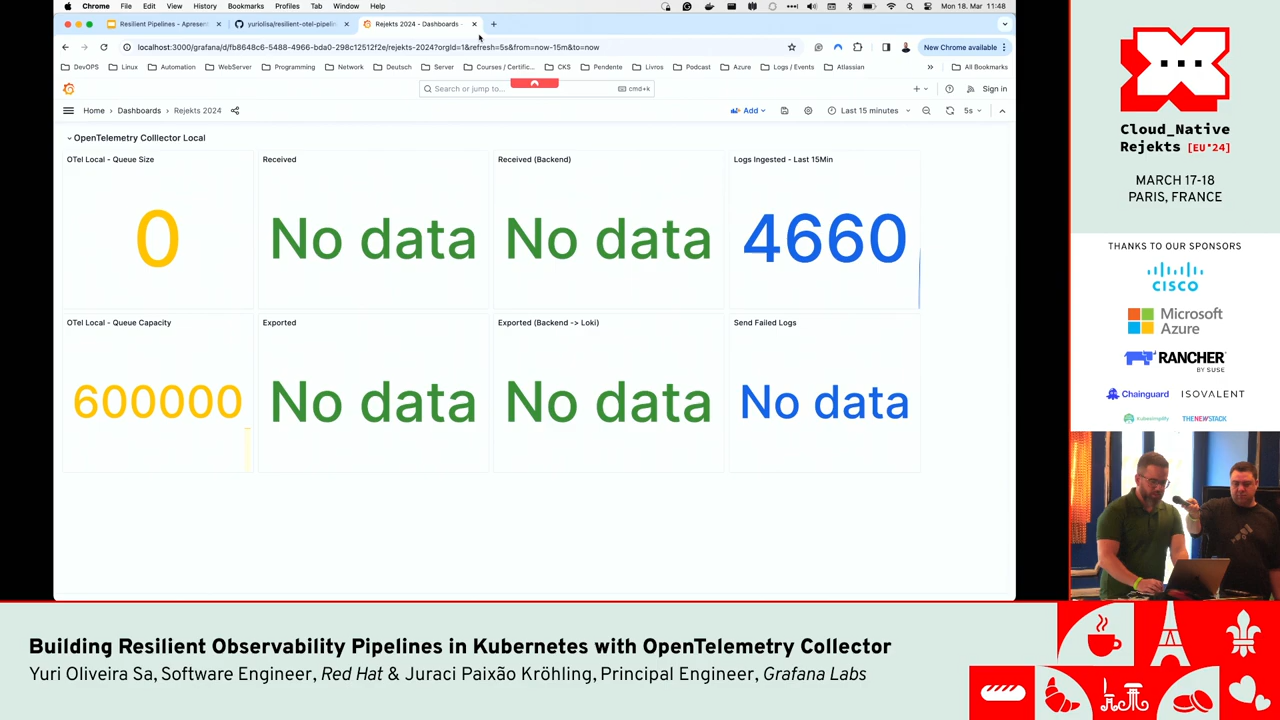 Chrome File Edit View History Bookmarks Profiles Tab Window Help Mon 18. Mar 11:48
Resilient Pipelines - Apresent yuriolisa/resilient-otel-pipelin Rejekts 2024 - Dashboards -
localhost:3000/grafana/d/fb8648c6-5488-4966-bda0-298c12512f2e/rejekts-2024?orgId=1&refresh=5s&from=now-15m&to=now New Chrome available
DevOPS Linux Automation WebServer Programming Network Deutsch Server Courses / Certific... CKS Pendente Livros Podcast Azure Logs / Events Atlassian » All Bookmarks
Search or jump to... cmd+k Sign in
Home › Dashboards › Rejekts 2024 Add Last 15 minutes 5s
OpenTelemetry Colllector Local
OTel Local - Queue Size Received Received (Backend) Logs Ingested - Last 15Min
0 No data No data 4660
OTel Local - Queue Capacity Exported Exported (Backend -> Loki) Send Failed Logs
600000 No data No data No data
Cloud_Native
Rejekts [EU'24]
MARCH 17-18
PARIS, FRANCE
THANKS TO OUR SPONSORS
CISCO
Microsoft
Azure
RANCHER
BY SUSE
Chainguard ISOVALENT
Kubesimplify THENEWSTACK
Building Resilient Observability Pipelines in Kubernetes with OpenTelemetry Collector
Yuri Oliveira Sa, Software Engineer, Red Hat & Juraci Paixão Kröhling, Principal Engineer, Grafana Labs